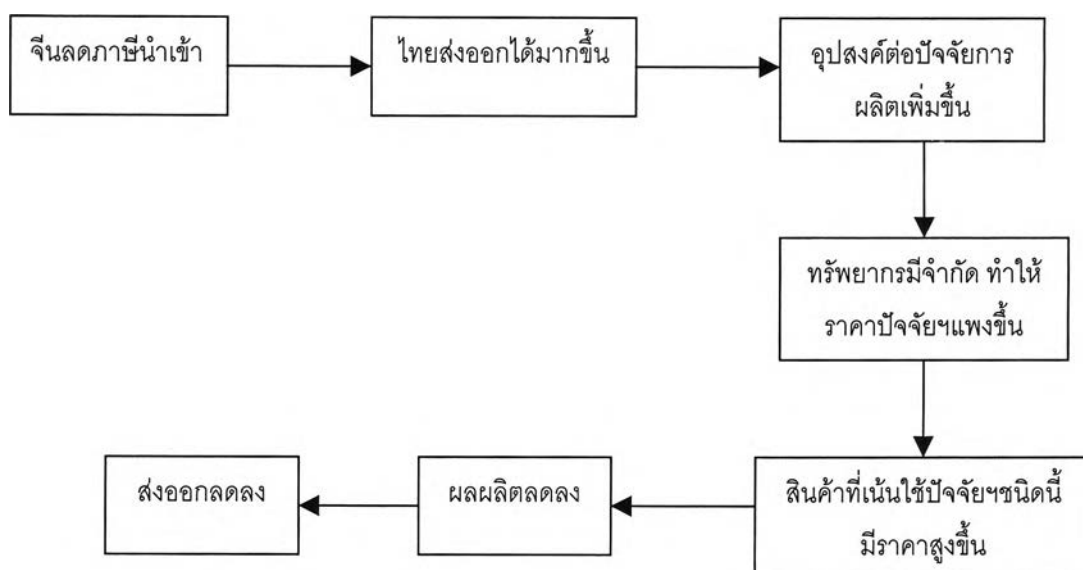 จีนลดภาษีนำเข้า
ไทยส่งออกได้มากขึ้น
อุปสงค์ต่อปัจจัยการ
ผลิตเพิ่มขึ้น
ทรัพยากรมีจำกัด ทำให้
ราคาปัจจัยฯแพงขึ้น
สินค้าที่เน้นใช้ปัจจัยฯชนิดนี้
มีราคาสูงขึ้น
ผลผลิตลดลง
ส่งออกลดลง